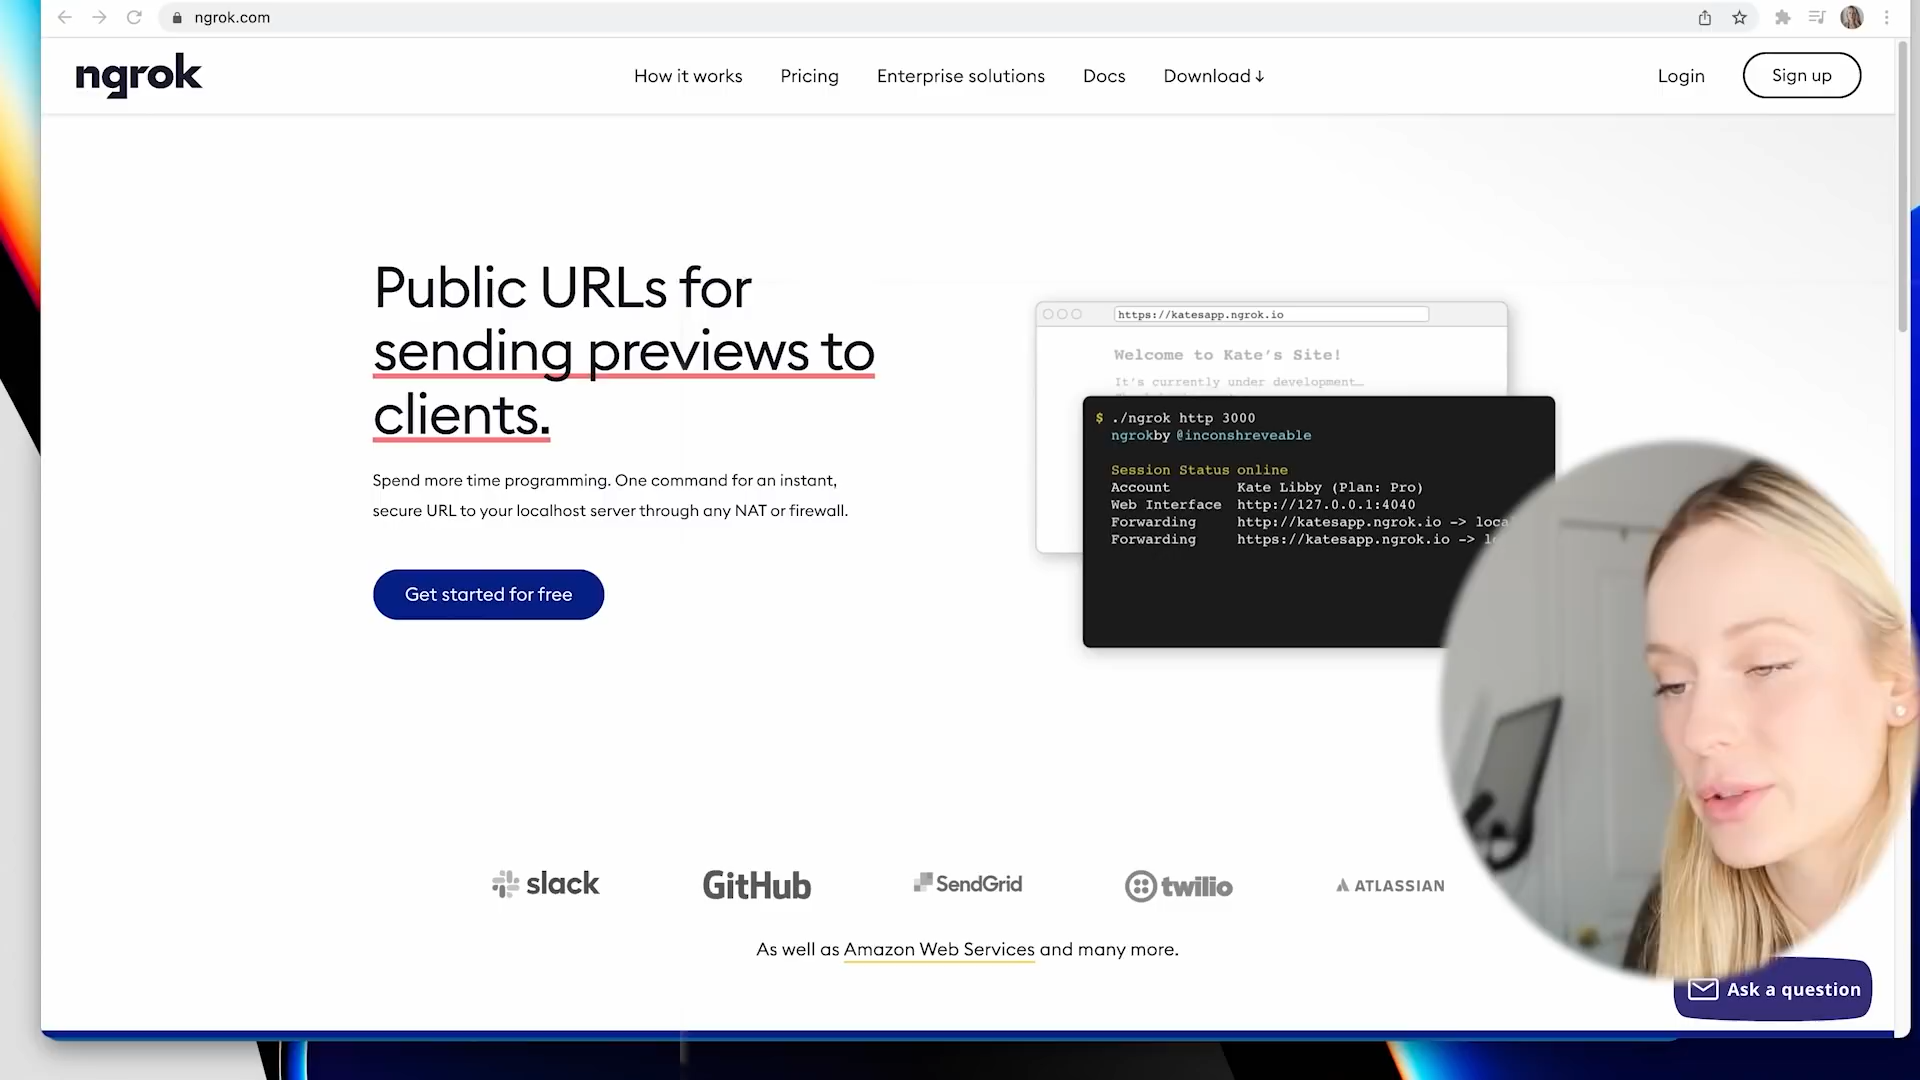 ngrok.com
ngrok
How it works
Pricing
Enterprise solutions
Docs
Download ↓
Login
Sign up
Public URLs for
sending previews to
clients.
Spend more time programming. One command for an instant,
secure URL to your localhost server through any NAT or firewall.
Get started for free
https://katesapp.ngrok.io
Welcome to Kate's Site!
It's currently under development…
$ ./ngrok http 3000
ngrokby @inconshreveable
Session Status online
Account Kate Libby (Plan: Pro)
Web Interface http://127.0.0.1:4040
Forwarding http://katesapp.ngrok.io -> loca
Forwarding https://katesapp.ngrok.io -> l
slack
GitHub
SendGrid
twilio
ATLASSIAN
As well as Amazon Web Services and many more.
Ask a question